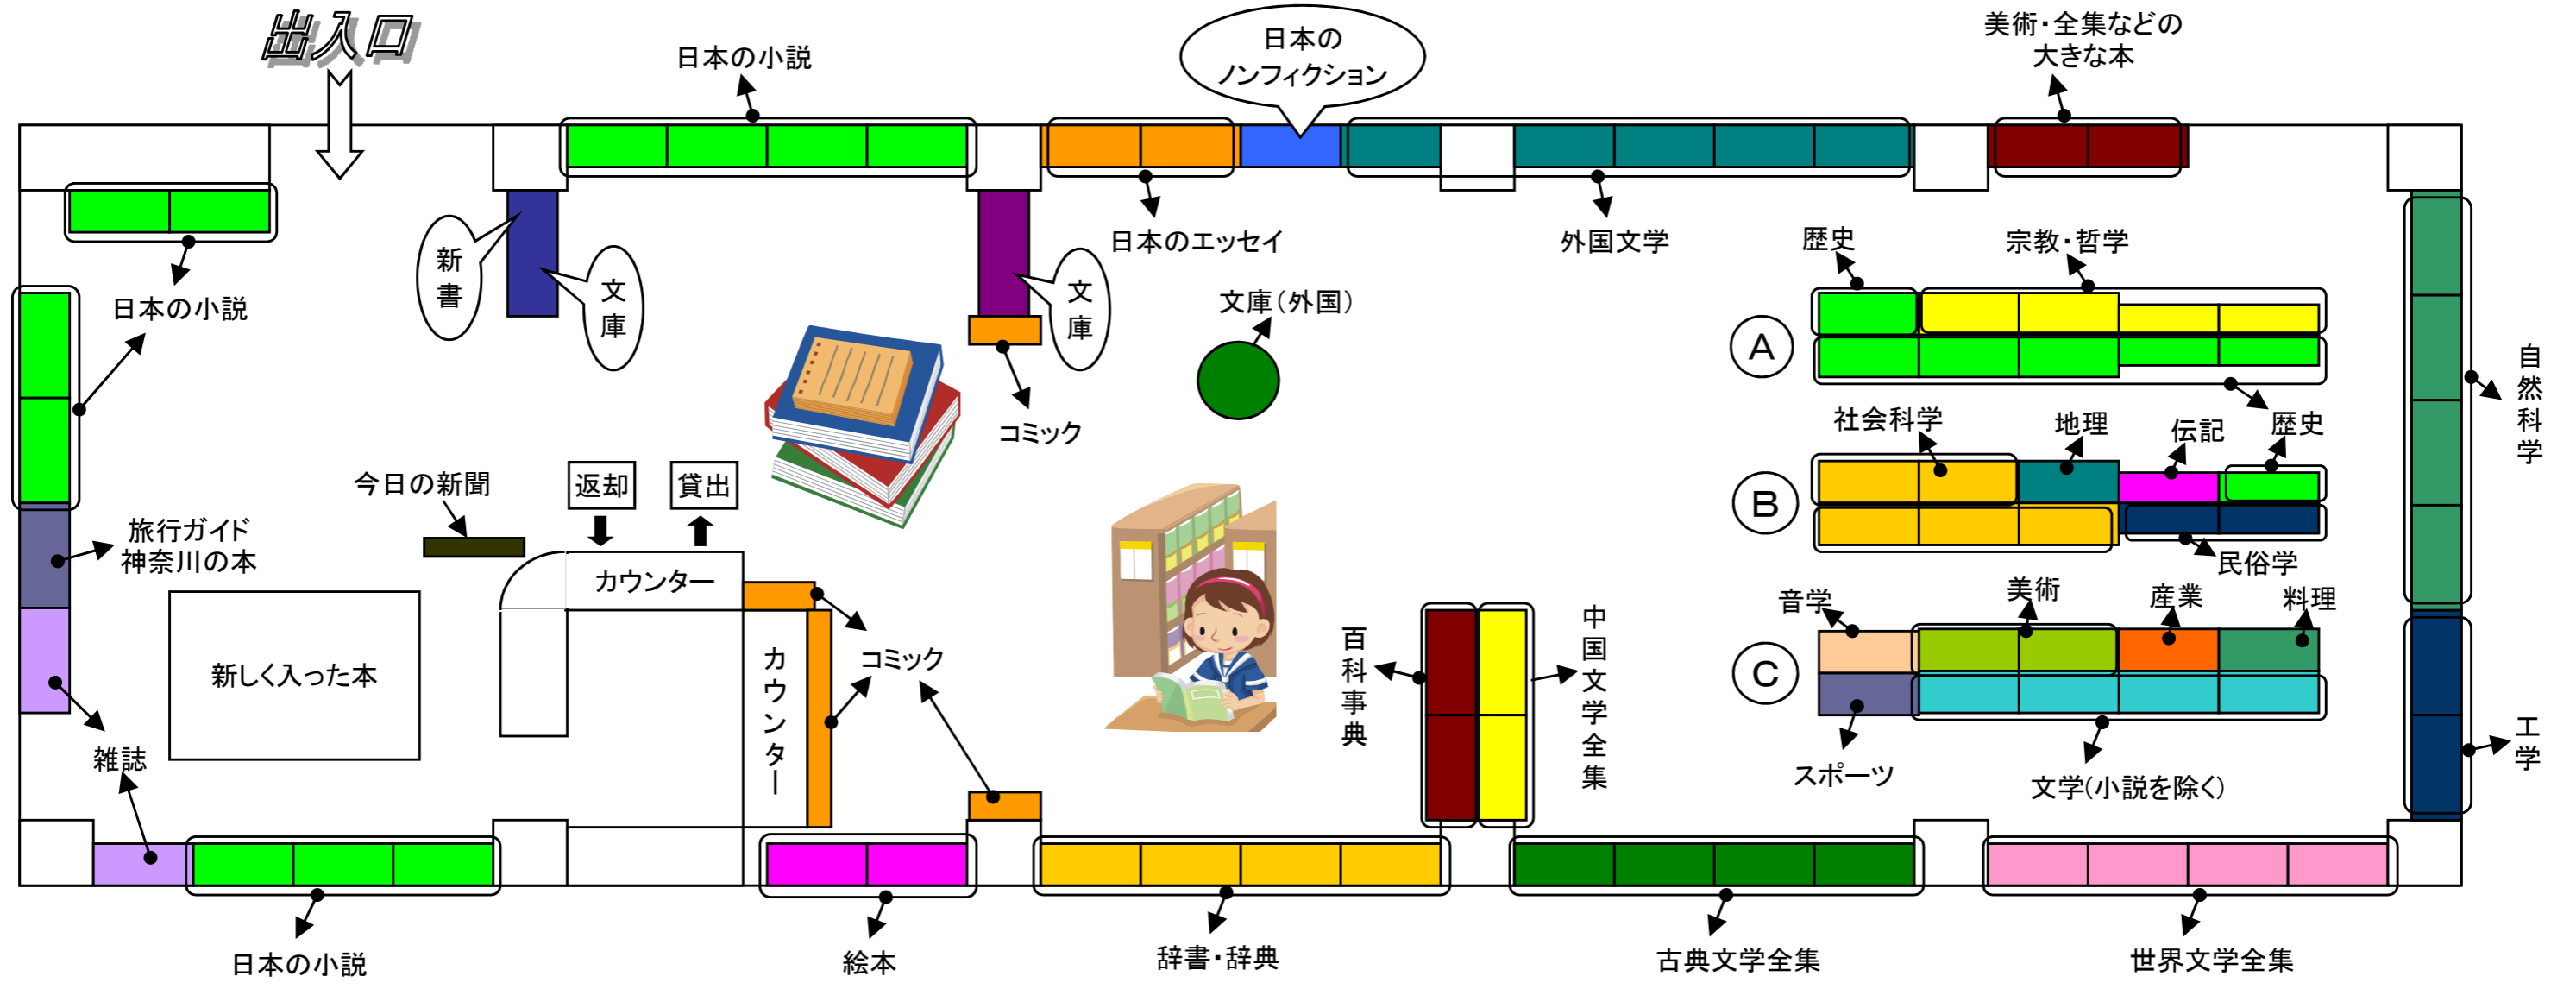 出入口
日本の小説
日本の
ノンフィクション
美術・全集などの
大きな本
新書
文庫
文庫
日本のエッセイ
外国文学
歴史
宗教・哲学
日本の小説
文庫（外国）
A
自然科学
コミック
社会科学
地理
伝記
歴史
今日の新聞
返却
貸出
B
旅行ガイド
神奈川の本
カウンター
民俗学
音学
美術
産業
料理
新しく入った本
カウンター
コミック
百科事典
中国文学全集
C
工学
雑誌
スポーツ
文学(小説を除く)
日本の小説
絵本
辞書・辞典
古典文学全集
世界文学全集